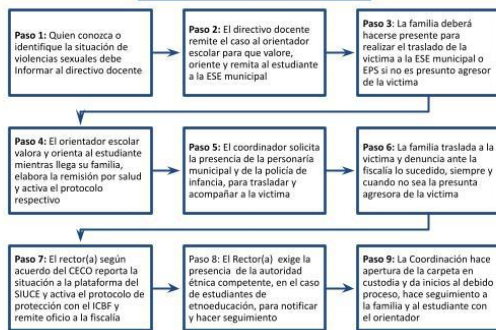 Paso 1: Quien conozca o
identifique la situación de
violencias sexuales debe
Informar al directivo docente
Paso 2: El directivo docente
remite el caso al orientador
escolar para que valore,
oriente y remita al estudiante
a la ESE municipal
Paso 3: La familia deberá
hacerse presente para
realizar el traslado de la
victima a la ESE municipal o
EPS si no es presunto agresor
de la victima
Paso 4: El orientador escolar
valora y orienta al estudiante
mientras llega su familia,
elabora la remisión por salud
y activa el protocolo
respectivo
Paso 5: El coordinador solicita
la presencia de la personaría
municipal y de la policía de
infancia, para trasladar y
acompañar a la victima
Paso 6: La familia traslada a la
victima y denuncia ante la
fiscalía lo sucedido, siempre y
cuando no sea la presunta
agresora de la victima
Paso 7: El rector(a) según
acuerdo del CECO reporta la
situación a la plataforma del
SIUCE y activa el protocolo de
protección con el ICBF y
remite oficio a la fiscalía
Paso 8: El Rector(a) exige la
presencia de la autoridad
étnica competente, en el caso
de estudiantes de
etnoeducación, para notificar
y hacer seguimiento
Paso 9: La Coordinación hace
apertura de la carpeta en
custodia y da inicio al debido
proceso, hace seguimiento a
la familia y al estudiante con
el orientador